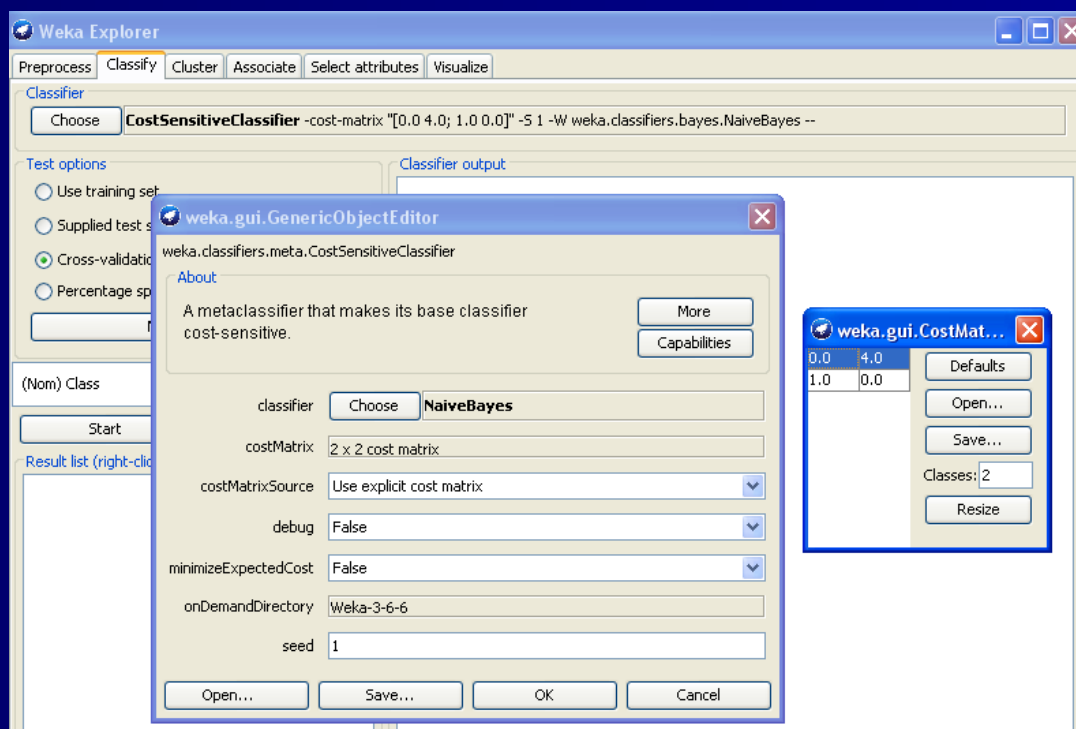 Weka Explorer
Preprocess Classify Cluster Associate Select attributes Visualize
Classifier
Choose CostSensitiveClassifier -cost-matrix "[0.0 4.0; 1.0 0.0]" -S 1 -W weka.classifiers.bayes.NaiveBayes --
Test options
Use training set
Supplied test s
Cross-validatio
Percentage sp
(Nom) Class
Start
Result list (right-clic
Classifier output
weka.gui.GenericObjectEditor
weka.classifiers.meta.CostSensitiveClassifier
About
A metaclassifier that makes its base classifier
cost-sensitive.
More
Capabilities
classifier Choose NaiveBayes
costMatrix 2 x 2 cost matrix
costMatrixSource Use explicit cost matrix
debug False
minimizeExpectedCost False
onDemandDirectory Weka-3-6-6
seed 1
Open... Save... OK Cancel
weka.gui.CostMat...
0.0 4.0
1.0 0.0
Defaults
Open...
Save...
Classes: 2
Resize